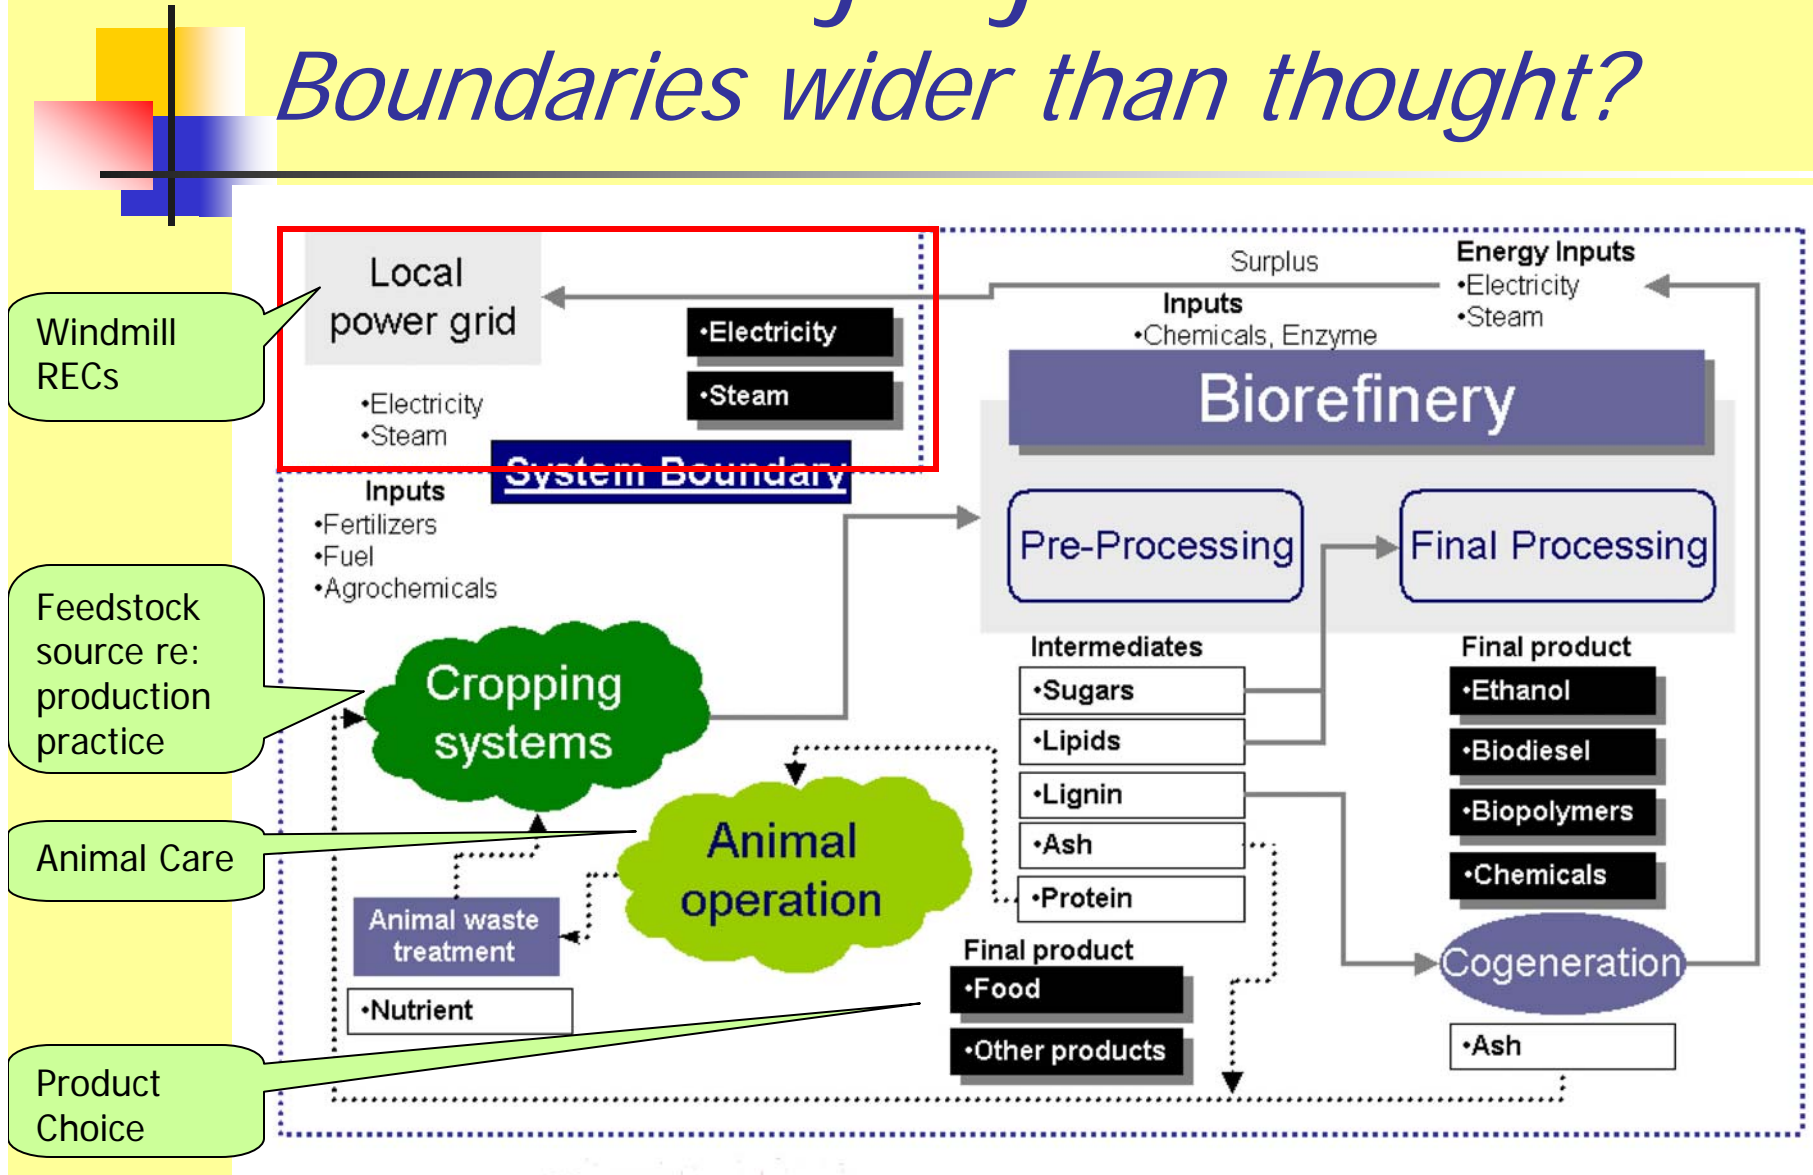 Boundaries wider than thought?
Local
power grid
•Electricity
•Steam
•Electricity
•Steam
System Boundary
Surplus
Inputs
•Chemicals, Enzyme
Energy Inputs
•Electricity
•Steam
Biorefinery
Pre-Processing
Final Processing
Windmill
RECs
Inputs
•Fertilizers
•Fuel
•Agrochemicals
Feedstock
source re:
production
practice
Cropping
systems
Intermediates
•Sugars
•Lipids
•Lignin
•Ash
•Protein
Final product
•Ethanol
•Biodiesel
•Biopolymers
•Chemicals
Animal Care
Animal
operation
Animal waste
treatment
•Nutrient
Final product
•Food
•Other products
Cogeneration
•Ash
Product
Choice